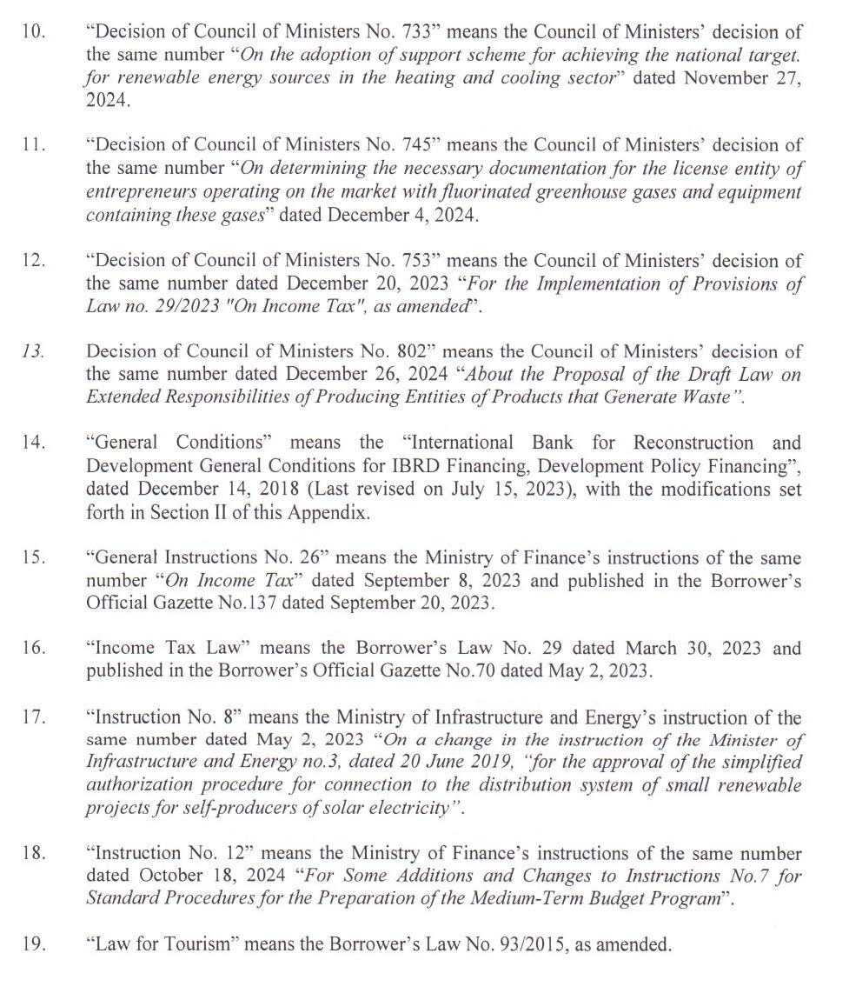 10. “Decision of Council of Ministers No. 733” means the Council of Ministers’ decision of
the same number “On the adoption of support scheme for achieving the national target.
for renewable energy sources in the heating and cooling sector” dated November 27,
2024.
11. “Decision of Council of Ministers No. 745” means the Council of Ministers’ decision of
the same number “On determining the necessary documentation for the license entity of
entrepreneurs operating on the market with fluorinated greenhouse gases and equipment
containing these gases” dated December 4, 2024.
12. “Decision of Council of Ministers No. 753” means the Council of Ministers’ decision of
the same number dated December 20, 2023 “For the Implementation of Provisions of
Law no. 29/2023 "On Income Tax", as amended”.
13. Decision of Council of Ministers No. 802” means the Council of Ministers’ decision of
the same number dated December 26, 2024 “About the Proposal of the Draft Law on
Extended Responsibilities of Producing Entities of Products that Generate Waste”.
14. “General Conditions” means the “International Bank for Reconstruction and
Development General Conditions for IBRD Financing, Development Policy Financing”,
dated December 14, 2018 (Last revised on July 15, 2023), with the modifications set
forth in Section II of this Appendix.
15. “General Instructions No. 26” means the Ministry of Finance’s instructions of the same
number “On Income Tax” dated September 8, 2023 and published in the Borrower’s
Official Gazette No.137 dated September 20, 2023.
16. “Income Tax Law” means the Borrower’s Law No. 29 dated March 30, 2023 and
published in the Borrower’s Official Gazette No.70 dated May 2, 2023.
17. “Instruction No. 8” means the Ministry of Infrastructure and Energy’s instruction of the
same number dated May 2, 2023 “On a change in the instruction of the Minister of
Infrastructure and Energy no.3, dated 20 June 2019, “for the approval of the simplified
authorization procedure for connection to the distribution system of small renewable
projects for self-producers of solar electricity”.
18. “Instruction No. 12” means the Ministry of Finance’s instructions of the same number
dated October 18, 2024 “For Some Additions and Changes to Instructions No.7 for
Standard Procedures for the Preparation of the Medium-Term Budget Program”.
19. “Law for Tourism” means the Borrower’s Law No. 93/2015, as amended.